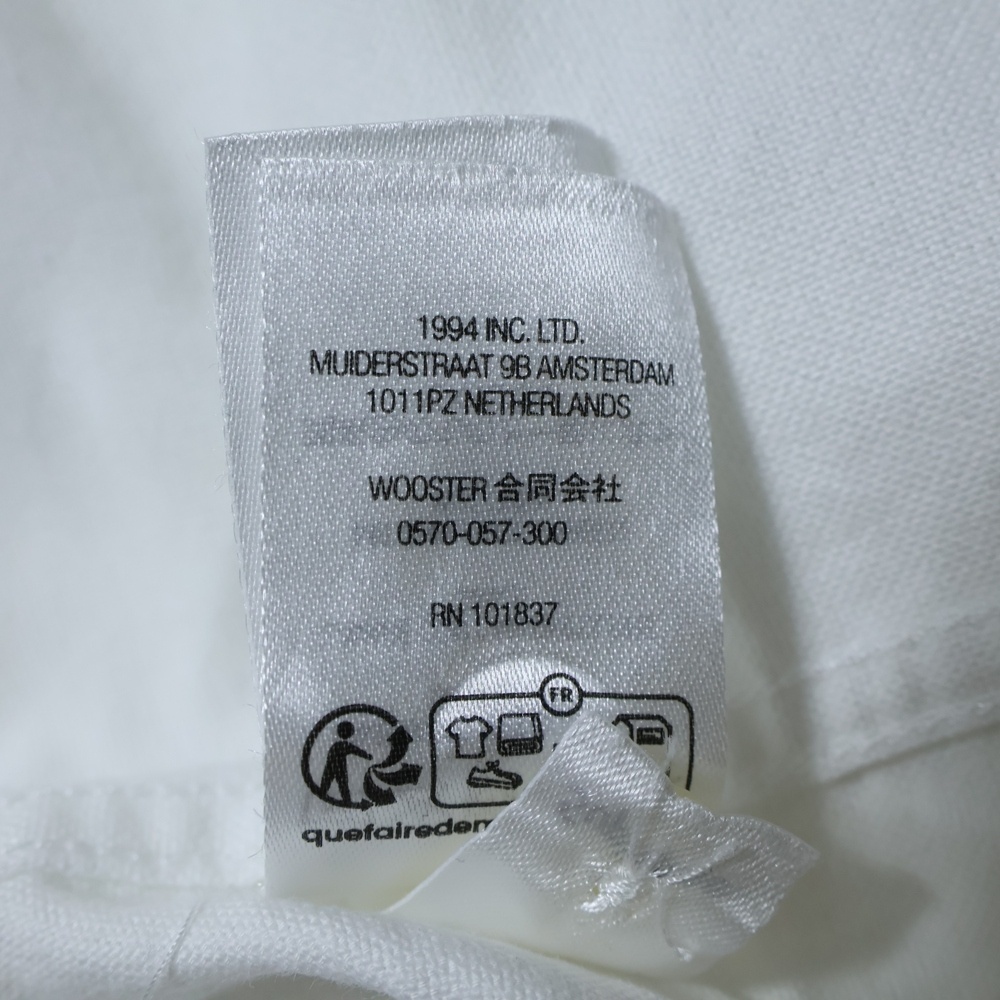 1994 INC. LTD.
MUIDERSTRAAT 9B AMSTERDAM
1011PZ NETHERLANDS
WOOSTER 合同会社
0570-057-300
RN 101837
FR
quefairedem